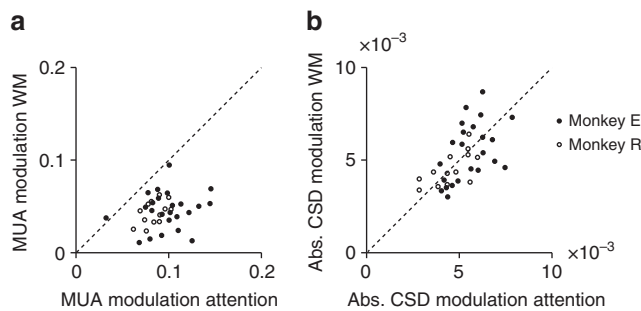 a
MUA modulation WM
0.2
0.1
0
0
0.1
0.2
MUA modulation attention
b
×10⁻³
Abs. CSD modulation WM
10
5
0
0
5
10
×10⁻³
Abs. CSD modulation attention
Monkey E
Monkey R